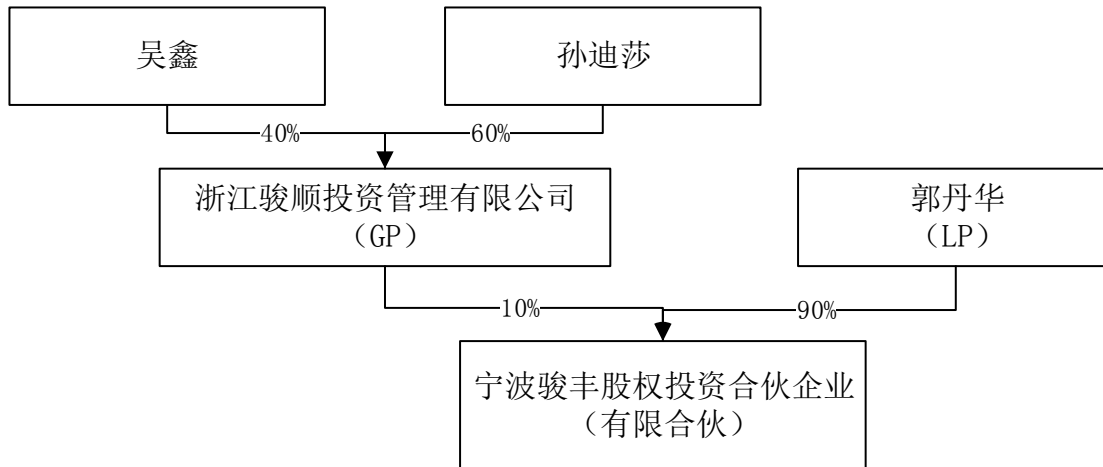 吴鑫
孙迪莎
40%
60%
浙江骏顺投资管理有限公司
（GP）
郭丹华
（LP）
10%
90%
宁波骏丰股权投资合伙企业
（有限合伙）